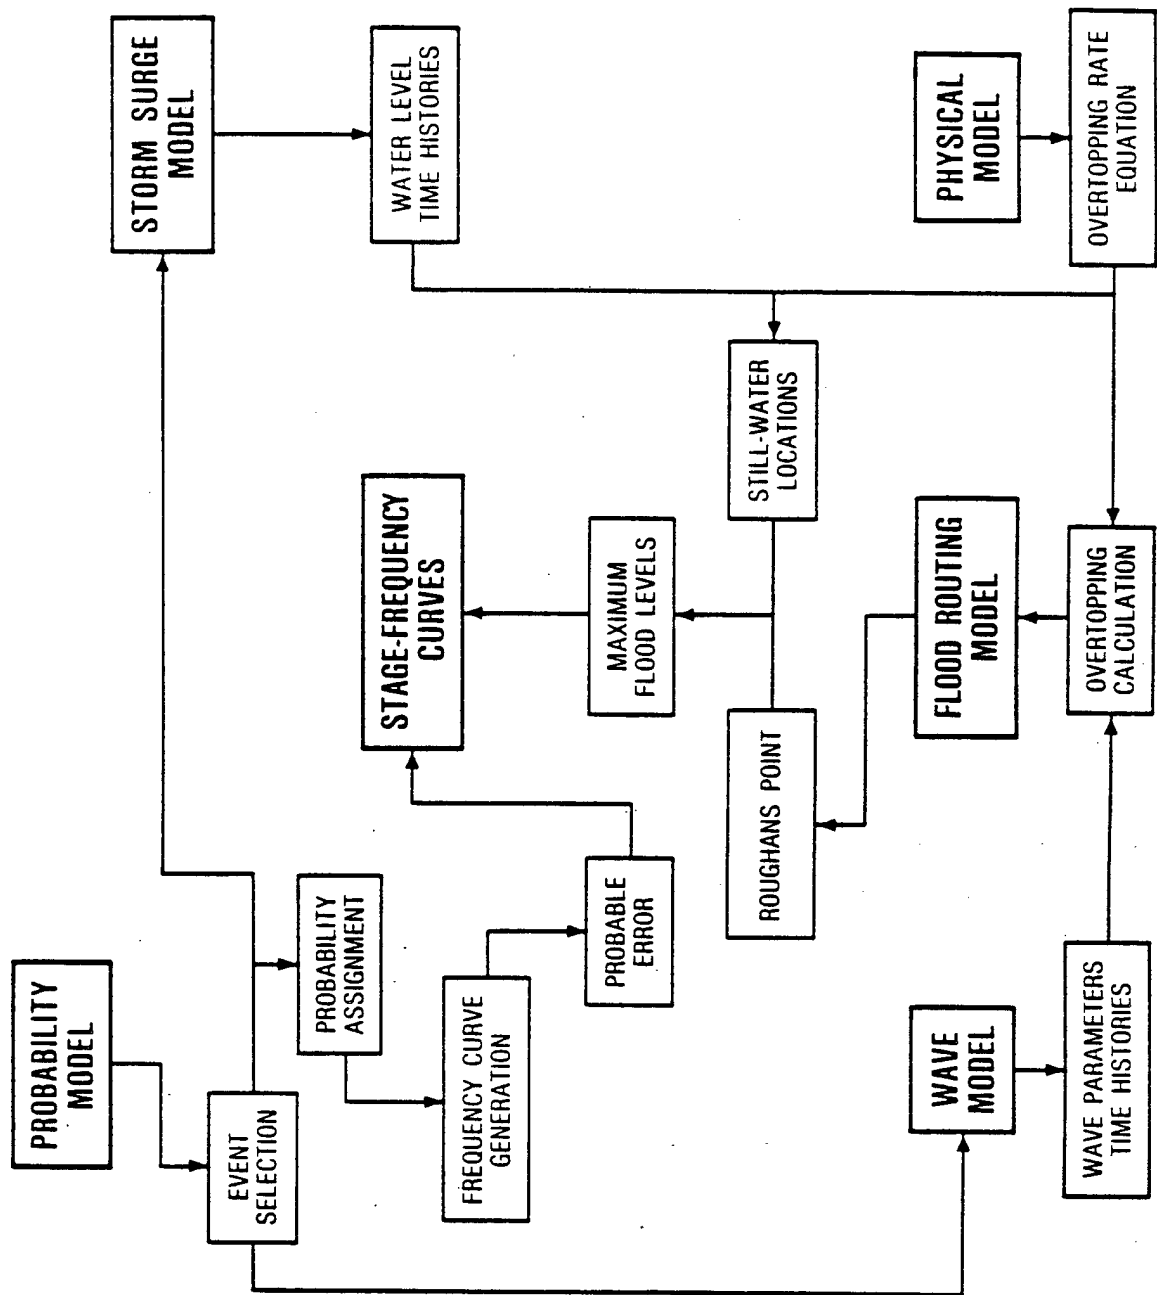 PROBABILITY
MODEL
EVENT
SELECTION
PROBABILITY
ASSIGNMENT
FREQUENCY CURVE
GENERATION
PROBABLE
ERROR
STORM SURGE
MODEL
WATER LEVEL
TIME HISTORIES
STAGE-FREQUENCY
CURVES
MAXIMUM
FLOOD LEVELS
STILL-WATER
LOCATIONS
ROUGHANS POINT
WAVE
MODEL
WAVE PARAMETERS
TIME HISTORIES
FLOOD ROUTING
MODEL
OVERTOPPING
CALCULATION
PHYSICAL
MODEL
OVERTOPPING RATE
EQUATION